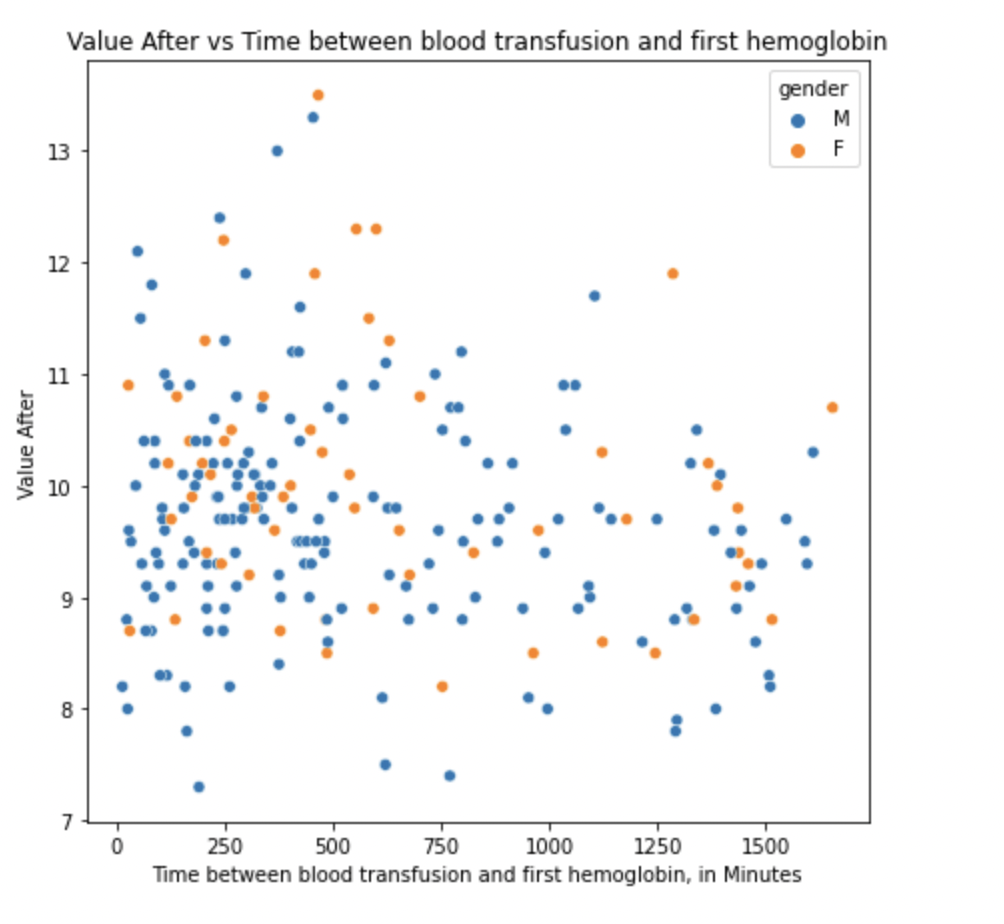 Value After vs Time between blood transfusion and first hemoglobin
gender
M
F
13
12
11
10
9
8
7
Value After
0 250 500 750 1000 1250 1500
Time between blood transfusion and first hemoglobin, in Minutes